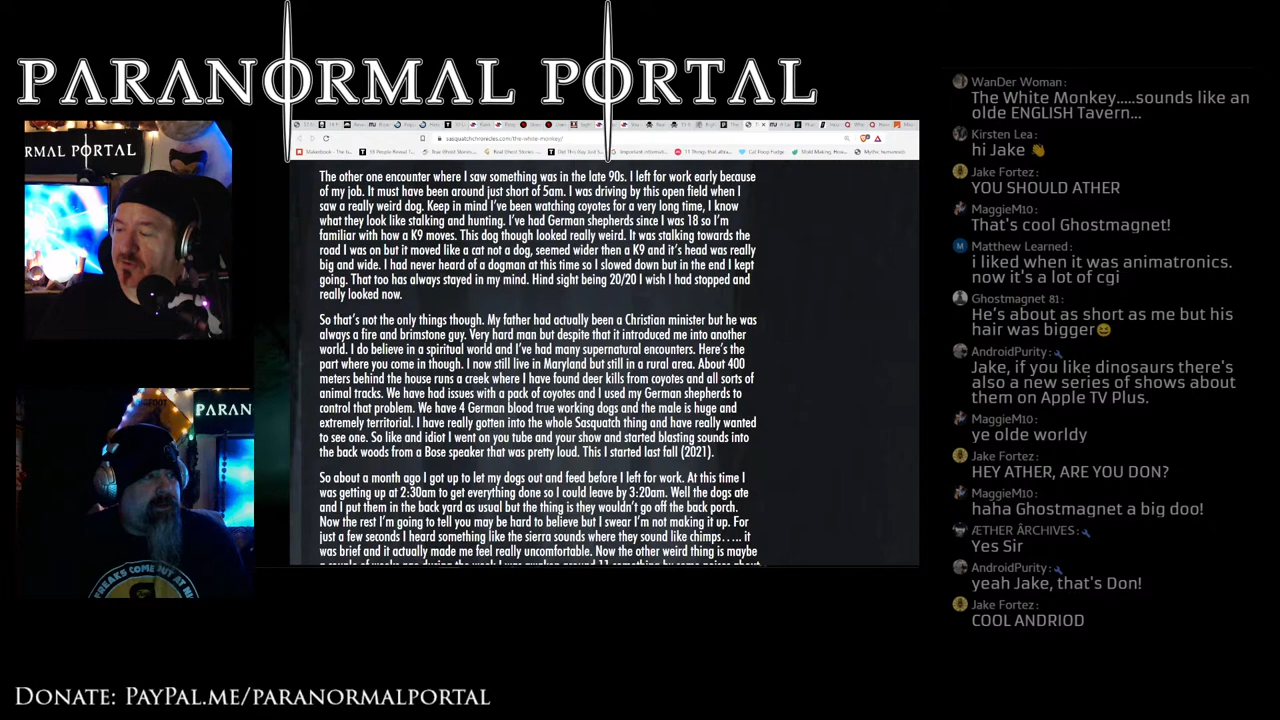 PARANORMAL PORTAL
RMAL PORTAL
sasquatchchronicles.com/the-white-monkey/
The other one encounter where I saw something was in the late 90s. I left for work early because
of my job. It must have been around just short of 5am. I was driving by this open field when I
saw a really weird dog. Keep in mind I've been watching coyotes for a very long time, I know
what they look like stalking and hunting. I've had German shepherds since I was 18 so I'm
familiar with how a K9 moves. This dog though looked really weird. It was stalking towards the
road I was on but it moved like a cat not a dog, seemed wider then a K9 and it's head was really
big and wide. I had never heard of a dogman at this time so I slowed down but in the end I kept
going. That too has always stayed in my mind. Hind sight being 20/20 I wish I had stopped and
really looked now.
So that's not the only things though. My father had actually been a Christian minister but he was
always a fire and brimstone guy. Very hard man but despite that it introduced me into another
world. I do believe in a spiritual world and I've had many supernatural encounters. Here's the
part where you come in though. I now still live in Maryland but still in a rural area. About 400
meters behind the house runs a creek where I have found deer kills from coyotes and all sorts of
animal tracks. We have had issues with a pack of coyotes and I used my German shepherds to
control that problem. We have 4 German blood true working dogs and the male is huge and
extremely territorial. I have really gotten into the whole Sasquatch thing and have really wanted
to see one. So like and idiot I went on you tube and your show and started blasting sounds into
the back woods from a Bose speaker that was pretty loud. This I started last fall (2021).
So about a month ago I got up to let my dogs out and feed before I left for work. At this time I
was getting up at 2:30am to get everything done so I could leave by 3:20am. Well the dogs ate
and I put them in the back yard as usual but the thing is they wouldn't go off the back porch.
Now the rest I'm going to tell you may be hard to believe but I swear I'm not making it up. For
just a few seconds I heard something like the sierra sounds where they sound like chimps….. it
was brief and it actually made me feel really uncomfortable. Now the other weird thing is maybe
a couple of weeks ago during the week I was awaken around 11 something by some noises about
PARAN
FREAKS COME OUT AT NI
WanDer Woman:
The White Monkey.....sounds like an
olde ENGLISH Tavern...
Kirsten Lea:
hi Jake 👋
Jake Fortez:
YOU SHOULD ATHER
MaggieM10:
That's cool Ghostmagnet!
Matthew Learned:
i liked when it was animatronics.
now it's a lot of cgi
Ghostmagnet 81:
He's about as short as me but his
hair was bigger😆
AndroidPurity:
Jake, if you like dinosaurs there's
also a new series of shows about
them on Apple TV Plus.
MaggieM10:
ye olde worldy
Jake Fortez:
HEY ATHER, ARE YOU DON?
MaggieM10:
haha Ghostmagnet a big doo!
ÆTHER ÂRCHIVES:
Yes Sir
AndroidPurity:
yeah Jake, that's Don!
Jake Fortez:
COOL ANDRIOD
DONATE: PAYPAL.ME/PARANORMALPORTAL